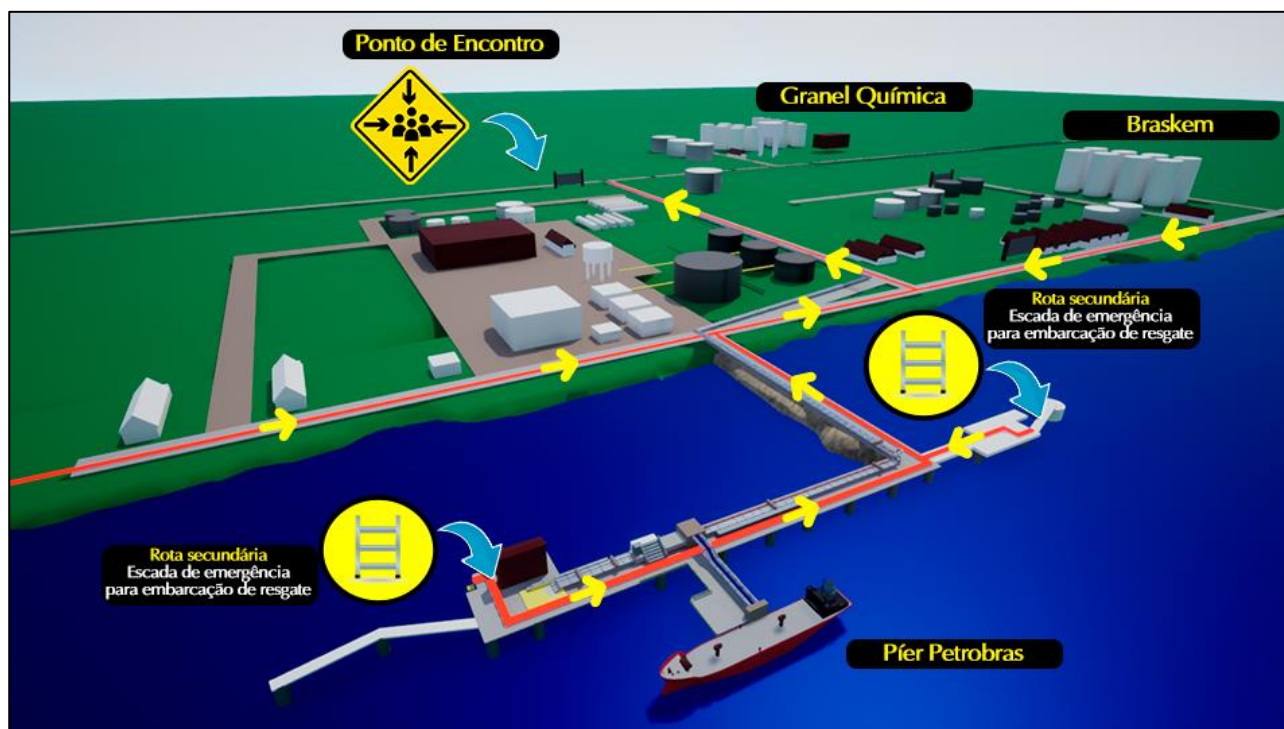 Ponto de Encontro
Granel Química
Braskem
Rota secundária
Escada de emergência
para embarcação de resgate
Rota secundária
Escada de emergência
para embarcação de resgate
Píer Petrobras